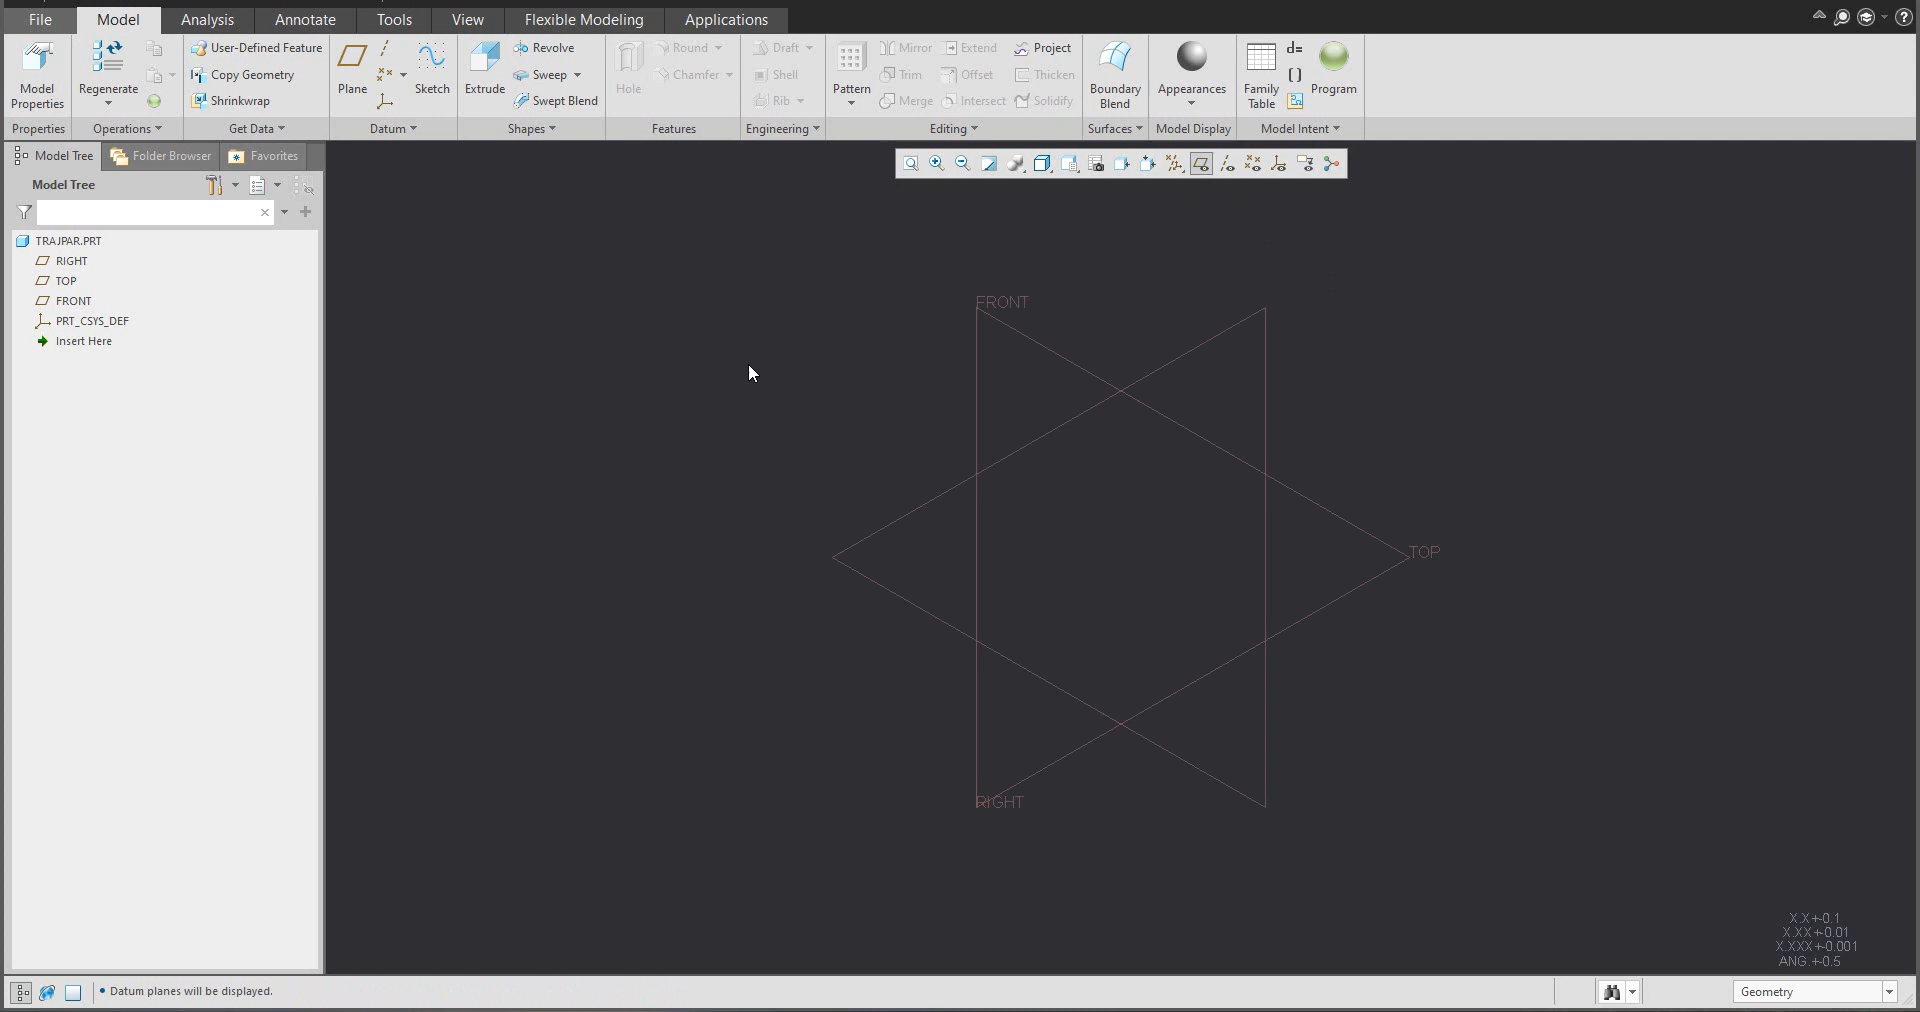 File Model Analysis Annotate Tools View Flexible Modeling Applications
User-Defined Feature Revolve Round Draft Mirror Extend Project
Copy Geometry Sweep Chamfer Shell Trim Offset Thicken
Model Properties Regenerate Plane Sketch Extrude Hole Pattern Boundary Blend Appearances Family Table Program
Shrinkwrap Swept Blend Rib Merge Intersect Solidify
Properties Operations Get Data Datum Shapes Features Engineering Editing Surfaces Model Display Model Intent
Model Tree Folder Browser Favorites
Model Tree
TRAJPAR.PRT
RIGHT
TOP
FRONT
PRT_CSYS_DEF
Insert Here
FRONT
TOP
RIGHT
X.X+-0.1
X.XX+-0.01
X.XXX+-0.001
ANG.+-0.5
• Datum planes will be displayed.
Geometry